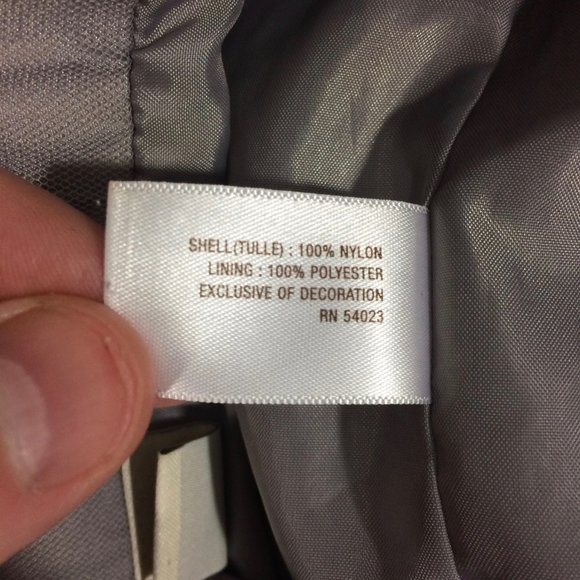 SHELL(TULLE) : 100% NYLON
LINING : 100% POLYESTER
EXCLUSIVE OF DECORATION
RN 54023